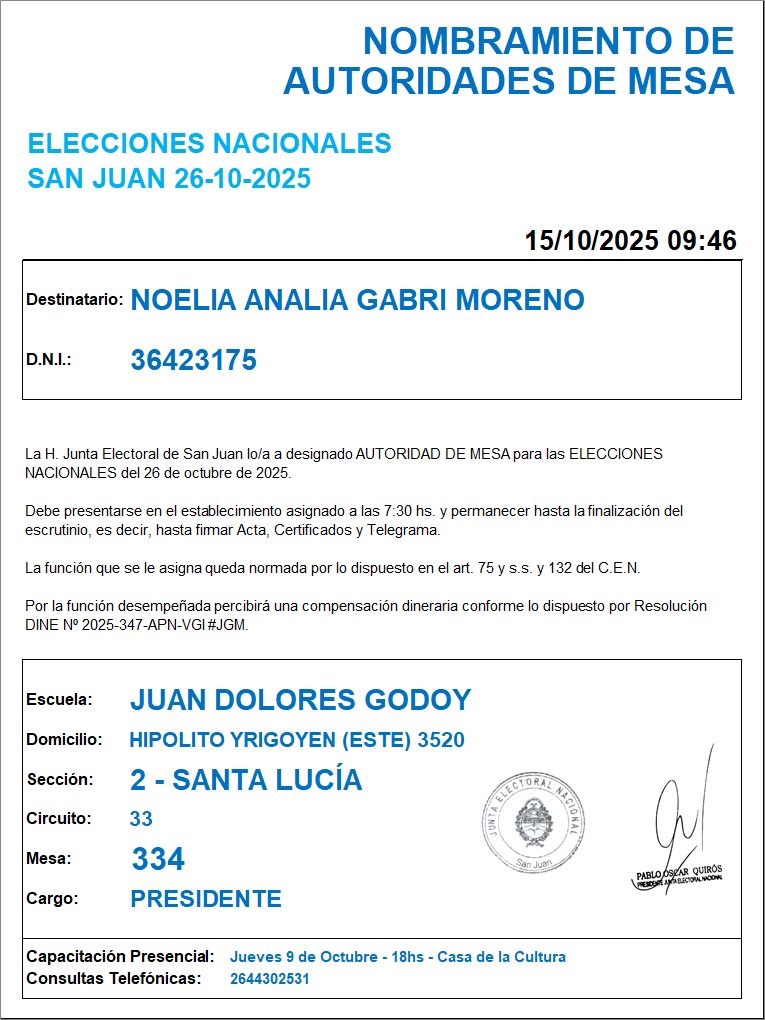 NOMBRAMIENTO DE
AUTORIDADES DE MESA
ELECCIONES NACIONALES
SAN JUAN 26-10-2025
15/10/2025 09:46
Destinatario: NOELIA ANALIA GABRI MORENO
D.N.I.: 36423175
La H. Junta Electoral de San Juan lo/a a designado AUTORIDAD DE MESA para las ELECCIONES
NACIONALES del 26 de octubre de 2025.
Debe presentarse en el establecimiento asignado a las 7:30 hs. y permanecer hasta la finalización del
escrutinio, es decir, hasta firmar Acta, Certificados y Telegrama.
La función que se le asigna queda normada por lo dispuesto en el art. 75 y s.s. y 132 del C.E.N.
Por la función desempeñada percibirá una compensación dineraria conforme lo dispuesto por Resolución
DINE Nº 2025-347-APN-VGI#JGM.
Escuela: JUAN DOLORES GODOY
Domicilio: HIPOLITO YRIGOYEN (ESTE) 3520
Sección: 2 - SANTA LUCÍA
Circuito: 33
Mesa: 334
Cargo: PRESIDENTE
JUNTA ELECTORAL NACIONAL
San Juan
PABLO OSCAR QUIRÓS
PRESIDENTE JUNTA ELECTORAL NACIONAL
Capacitación Presencial: Jueves 9 de Octubre - 18hs - Casa de la Cultura
Consultas Telefónicas: 2644302531